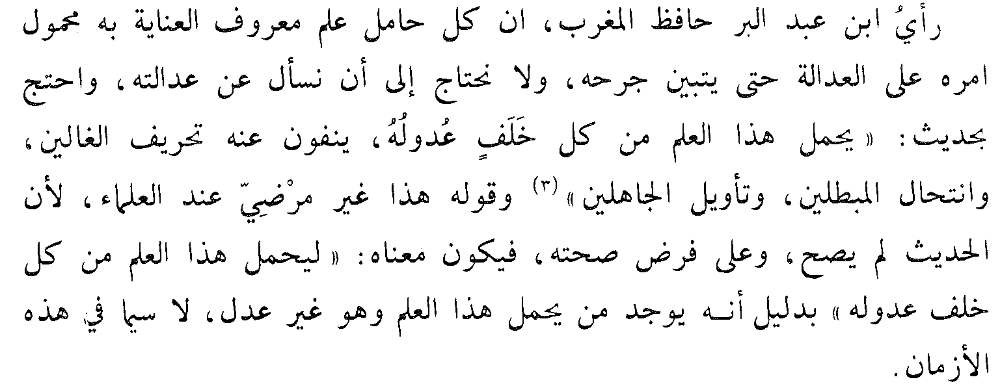 رأيُ ابن عبد البر حافظ المغرب، ان كل حامل علم معروف العناية به محمول
امره على العدالة حتى يتبين جرحه، ولا نحتاج إلى أن نسأل عن عدالته، واحتج
بحديث: «يحمل هذا العلم من كل خَلَفٍ عُدولُهُ، ينفون عنه تحريف الغالين،
وانتحال المبطلين، وتأويل الجاهلين»(٣) وقوله هذا غير مرْضِيّ عند العلماء، لأن
الحديث لم يصح، وعلى فرض صحته، فيكون معناه: «ليحمل هذا العلم من كل
خلف عدوله» بدليل أنـه يوجد من يحمل هذا العلم وهو غير عدل، لا سيما في هذه
الأزمان.